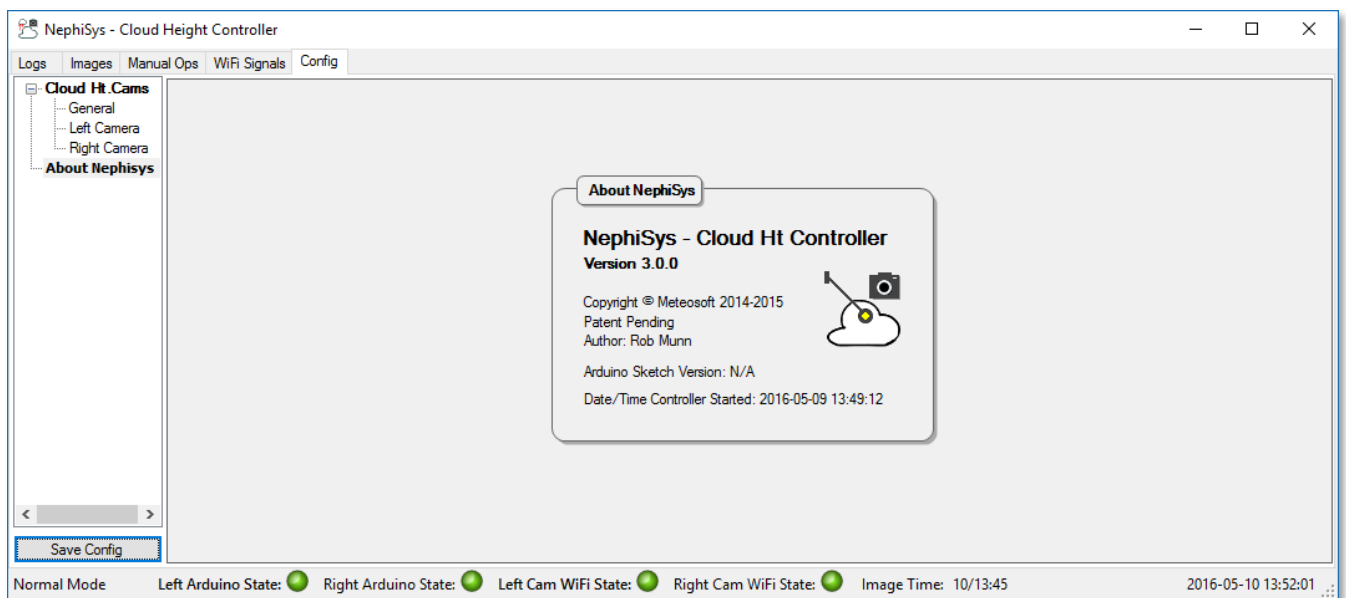 NephiSys - Cloud Height Controller
Logs Images Manual Ops WiFi Signals Config
Cloud Ht.Cams
General
Left Camera
Right Camera
About Nephisys
About NephiSys
NephiSys - Cloud Ht Controller
Version 3.0.0
Copyright © Meteosoft 2014-2015
Patent Pending
Author: Rob Munn
Arduino Sketch Version: N/A
Date/Time Controller Started: 2016-05-09 13:49:12
Save Config
Normal Mode Left Arduino State: Right Arduino State: Left Cam WiFi State: Right Cam WiFi State: Image Time: 10/13:45 2016-05-10 13:52:01